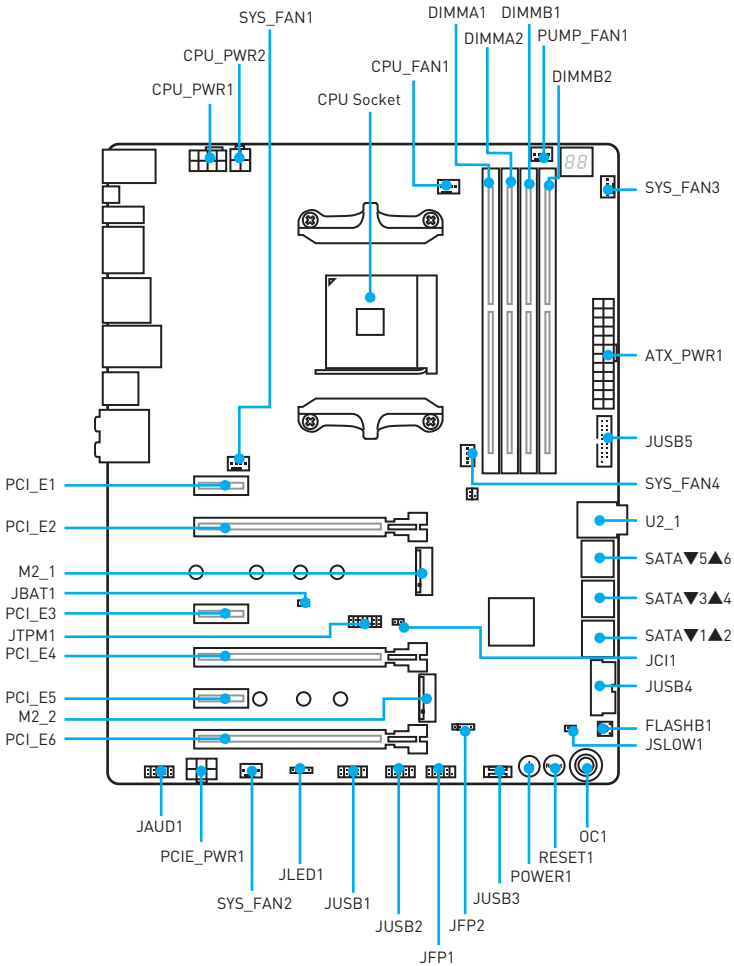 SYS_FAN1
DIMMA1
DIMMB1
DIMMA2
PUMP_FAN1
CPU_PWR2
CPU_FAN1
DIMMB2
CPU_PWR1
CPU Socket
88
SYS_FAN3
ATX_PWR1
JUSB5
SYS_FAN4
PCI_E1
PCI_E2
U2_1
SATA▼5▲6
M2_1
JBAT1
SATA▼3▲4
PCI_E3
JTPM1
SATA▼1▲2
PCI_E4
JCI1
JUSB4
PCI_E5
M2_2
FLASHB1
PCI_E6
JSLOW1
JAUD1
OC1
PCIE_PWR1
RESET1
JLED1
POWER1
SYS_FAN2
JUSB1
JUSB3
JUSB2
JFP2
JFP1